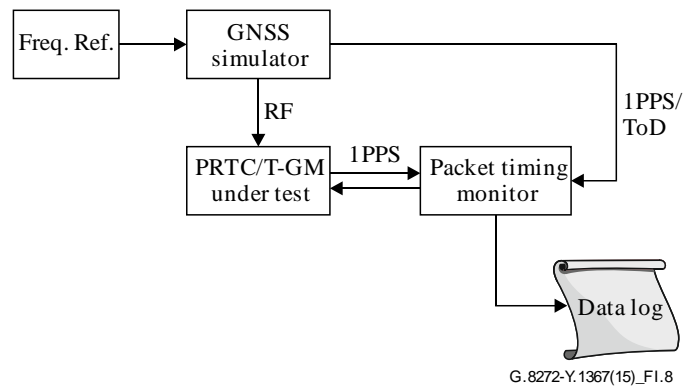 Freq. Ref.
GNSS
simulator
1PPS/
ToD
RF
PRTC/T-GM
under test
1PPS
Packet timing
monitor
Data log
G.8272-Y.1367(15)_FI.8